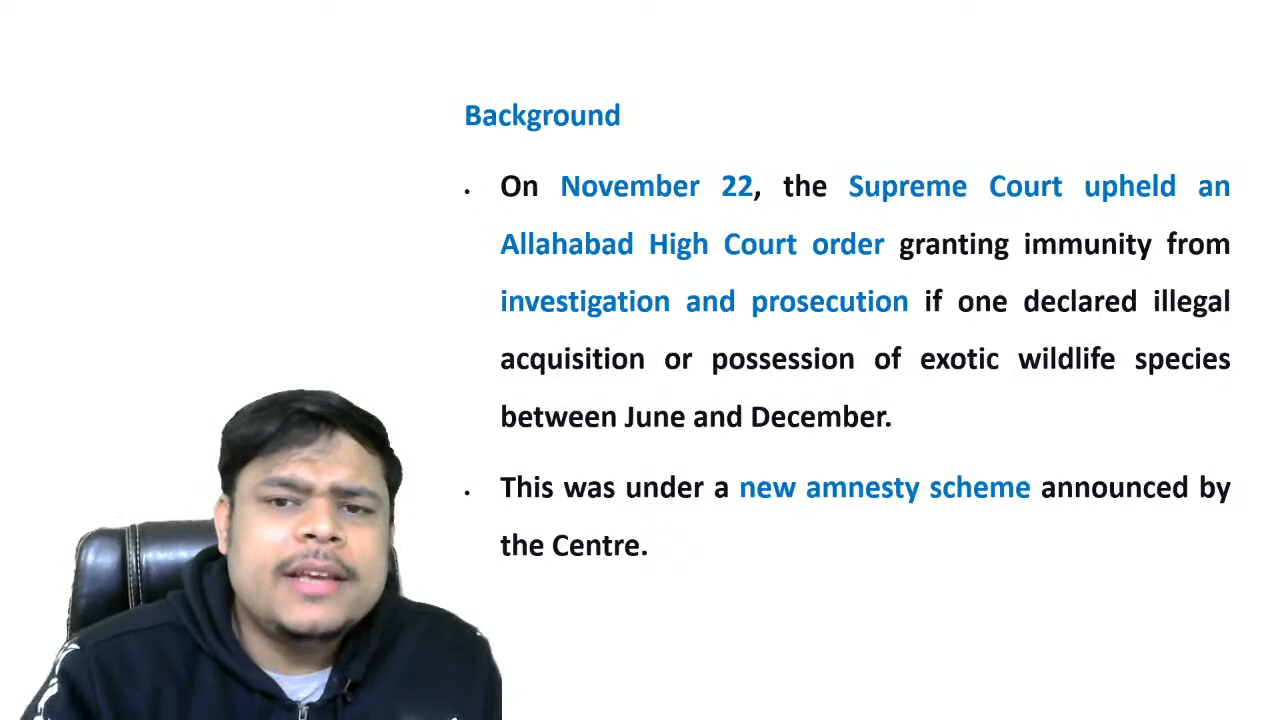 Background
• On November 22, the Supreme Court upheld an
Allahabad High Court order granting immunity from
investigation and prosecution if one declared illegal
acquisition or possession of exotic wildlife species
between June and December.
• This was under a new amnesty scheme announced by
the Centre.